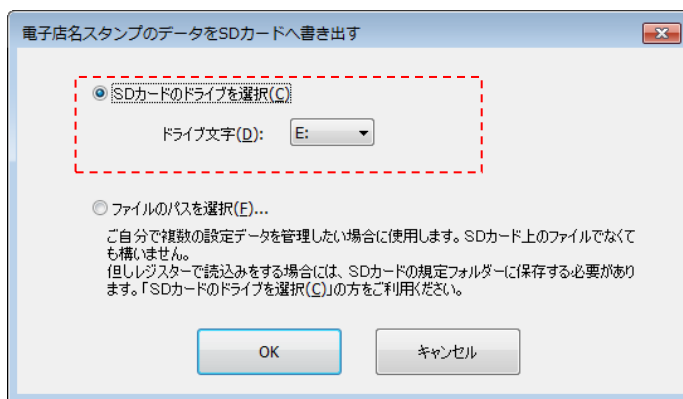 電子店名スタンプのデータをSDカードへ書き出す
SDカードのドライブを選択(C)
ドライブ文字(D): E:
ファイルのパスを選択(F)...
ご自分で複数の設定データを管理したい場合に使用します。SDカード上のファイルでなくて
も構いません。
但しレジスターで読込みをする場合には、SDカードの規定フォルダーに保存する必要があり
ます。「SDカードのドライブを選択(C)」の方をご利用ください。
OK キャンセル